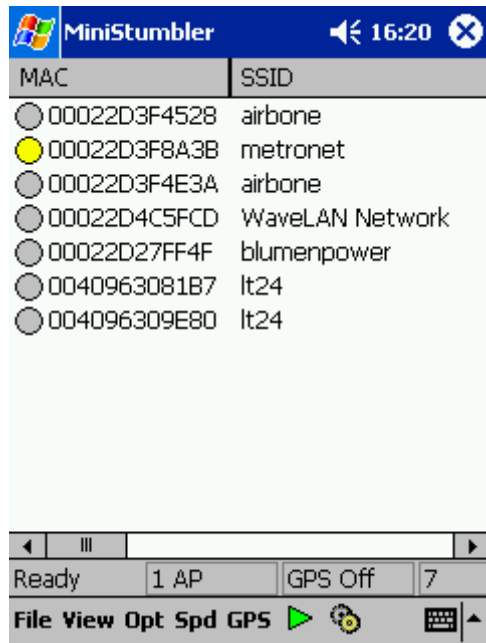 MiniStumbler 16:20
MAC SSID
00022D3F4528 airbone
00022D3F8A3B metronet
00022D3F4E3A airbone
00022D4C5FCD WaveLAN Network
00022D27FF4F blumenpower
0040963081B7 lt24
004096309E80 lt24
Ready 1 AP GPS Off 7
File View Opt Spd GPS